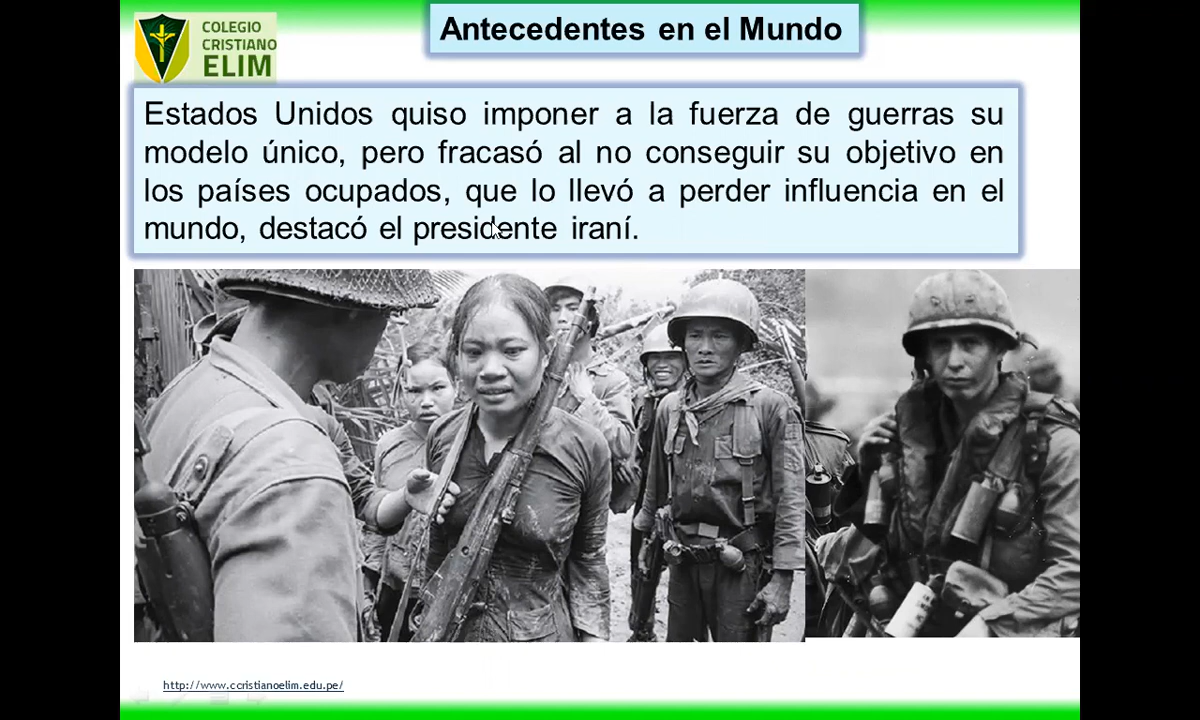 COLEGIO
CRISTIANO
ELIM
Antecedentes en el Mundo
Estados Unidos quiso imponer a la fuerza de guerras su
modelo único, pero fracasó al no conseguir su objetivo en
los países ocupados, que lo llevó a perder influencia en el
mundo, destacó el presidente iraní.
http://www.ccristianoelim.edu.pe/